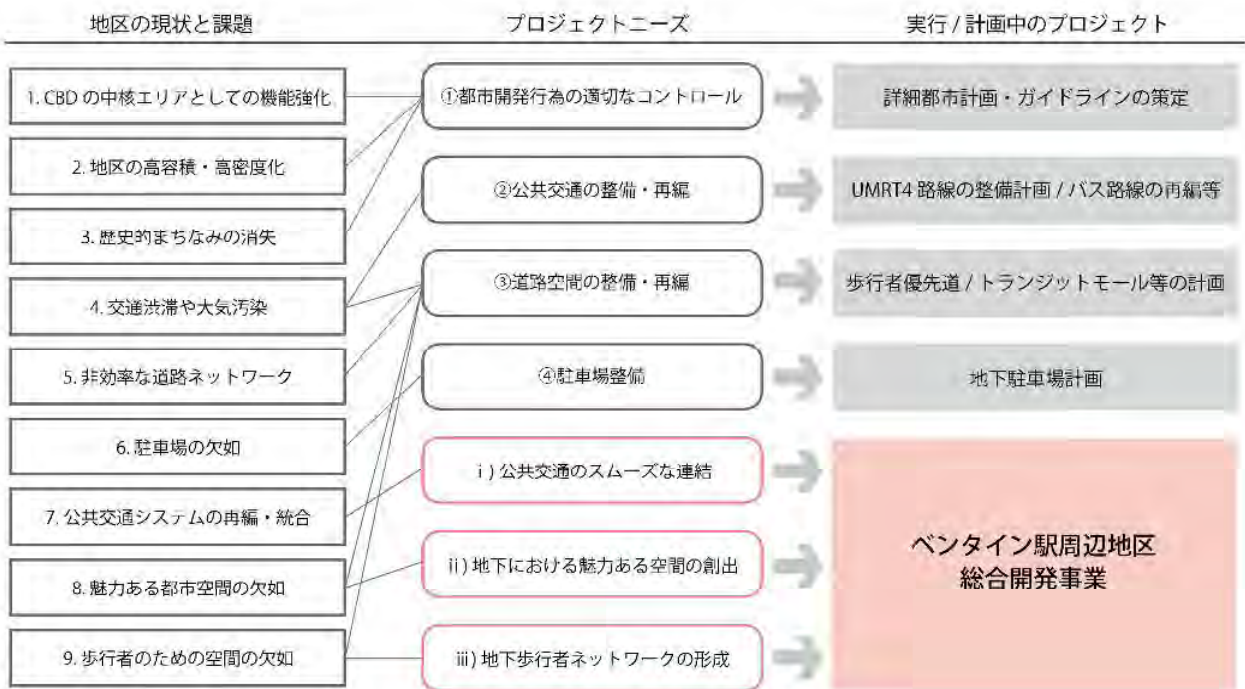 地区の現状と課題
プロジェクトニーズ
実行 / 計画中のプロジェクト
1. CBD の中核エリアとしての機能強化
2. 地区の高容積・高密度化
3. 歴史的まちなみの消失
4. 交通渋滞や大気汚染
5. 非効率な道路ネットワーク
6. 駐車場の欠如
7. 公共交通システムの再編・統合
8. 魅力ある都市空間の欠如
9. 歩行者のための空間の欠如
①都市開発行為の適切なコントロール
②公共交通の整備・再編
③道路空間の整備・再編
④駐車場整備
ⅰ) 公共交通のスムーズな連結
ⅱ) 地下における魅力ある空間の創出
ⅲ) 地下歩行者ネットワークの形成
詳細都市計画・ガイドラインの策定
UMRT4 路線の整備計画 / バス路線の再編等
歩行者優先道 / トランジットモール等の計画
地下駐車場計画
ベンタイン駅周辺地区
総合開発事業